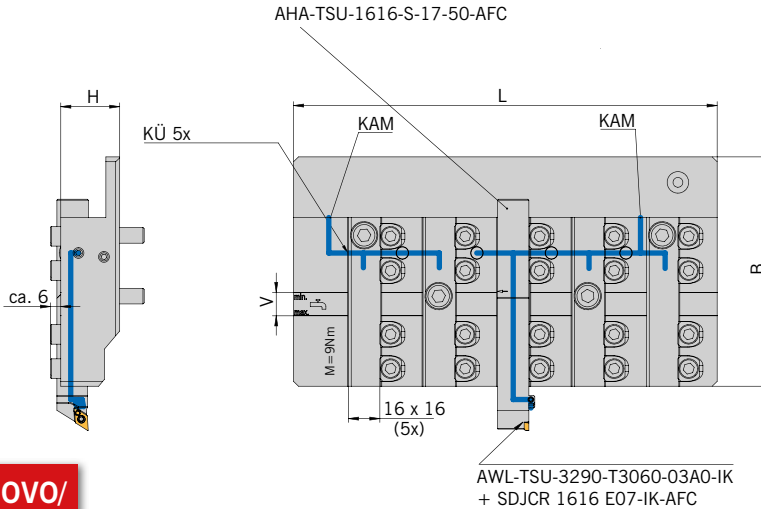 AHA-TSU-1616-S-17-50-AFC
H
L
KÜ 5x
KAM
KAM
ca. 6
V
min.
max.
M=9Nm
16 x 16
(5x)
AWL-TSU-3290-T3060-03A0-IK
+ SDJCR 1616 E07-IK-AFC
OVO/